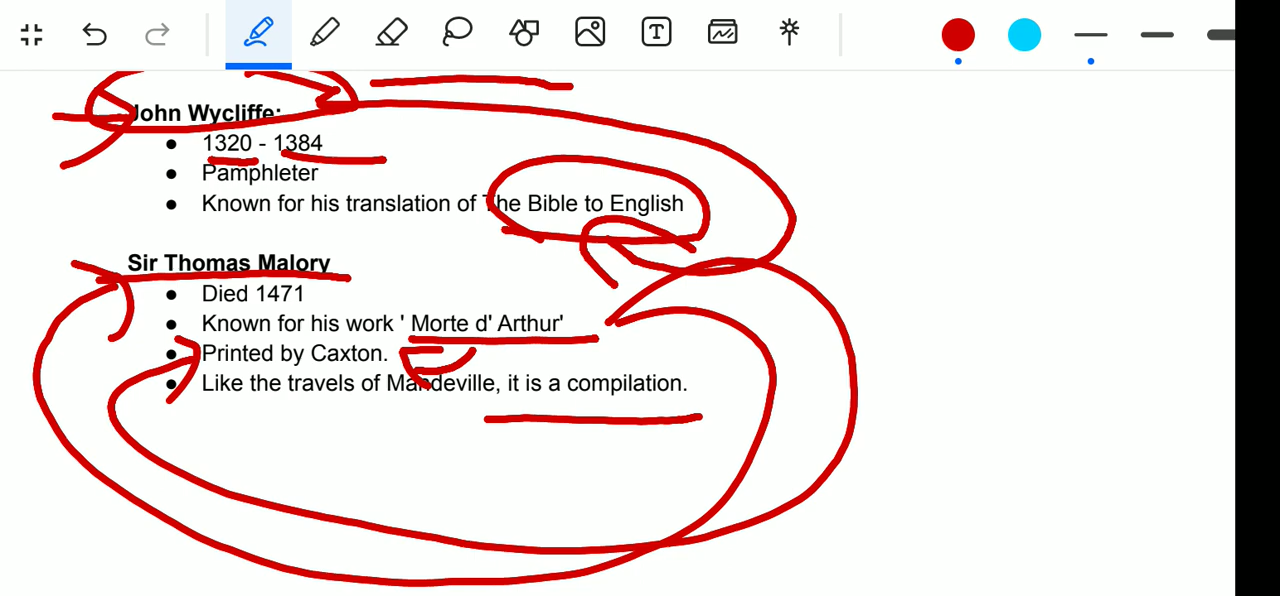 John Wycliffe:
● 1320 - 1384
● Pamphleter
● Known for his translation of The Bible to English
Sir Thomas Malory
● Died 1471
● Known for his work ' Morte d' Arthur'
● Printed by Caxton.
● Like the travels of Mandeville, it is a compilation.